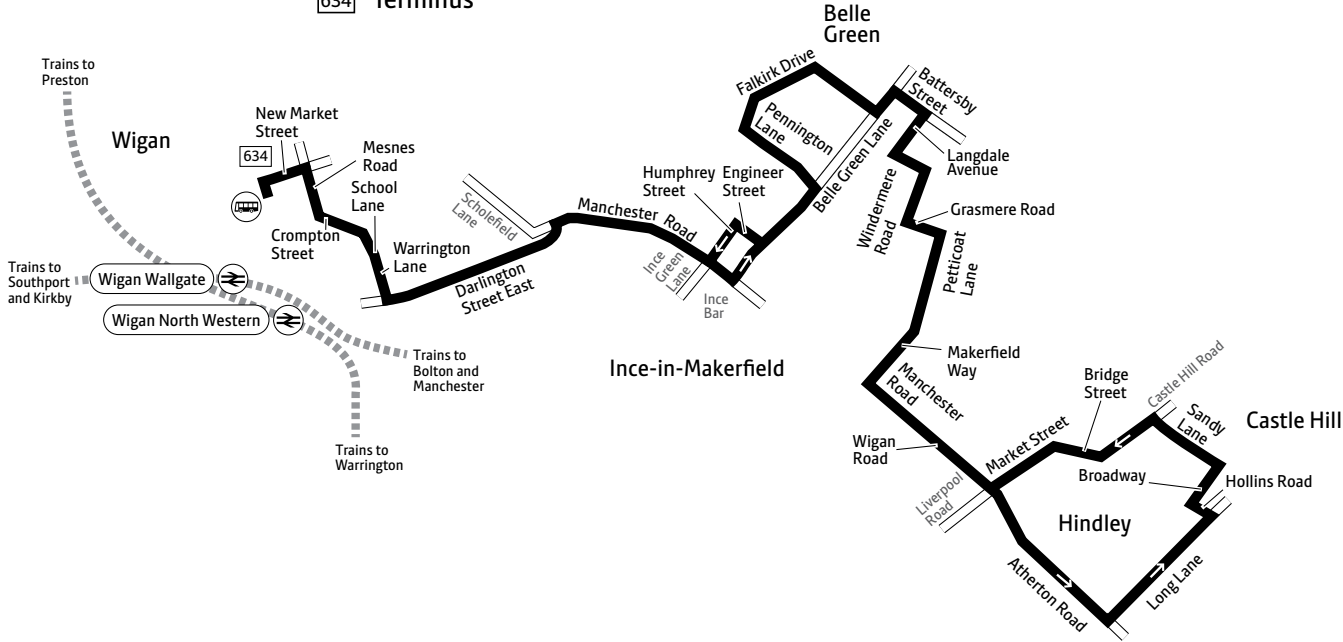 634 Terminus
Belle
Green
Trains to
Preston
Wigan
New Market
Street
634
Mesnes
Road
School
Lane
Crompton
Street
Warrington
Lane
Scholefield
Lane
Darlington
Street East
Manchester Road
Humphrey
Street
Engineer
Street
Ince
Green
Lane
Ince
Bar
Falkirk Drive
Pennington
Lane
Belle Green Lane
Battersby
Street
Langdale
Avenue
Windermere
Road
Grasmere Road
Petticoat
Lane
Trains to
Southport
and Kirkby
Wigan Wallgate
Wigan North Western
Trains to
Bolton and
Manchester
Trains to
Warrington
Ince-in-Makerfield
Makerfield
Way
Manchester
Road
Wigan
Road
Liverpool
Road
Market Street
Bridge
Street
Castle Hill Road
Sandy
Lane
Castle Hill
Broadway
Hollins Road
Hindley
Atherton Road
Long Lane